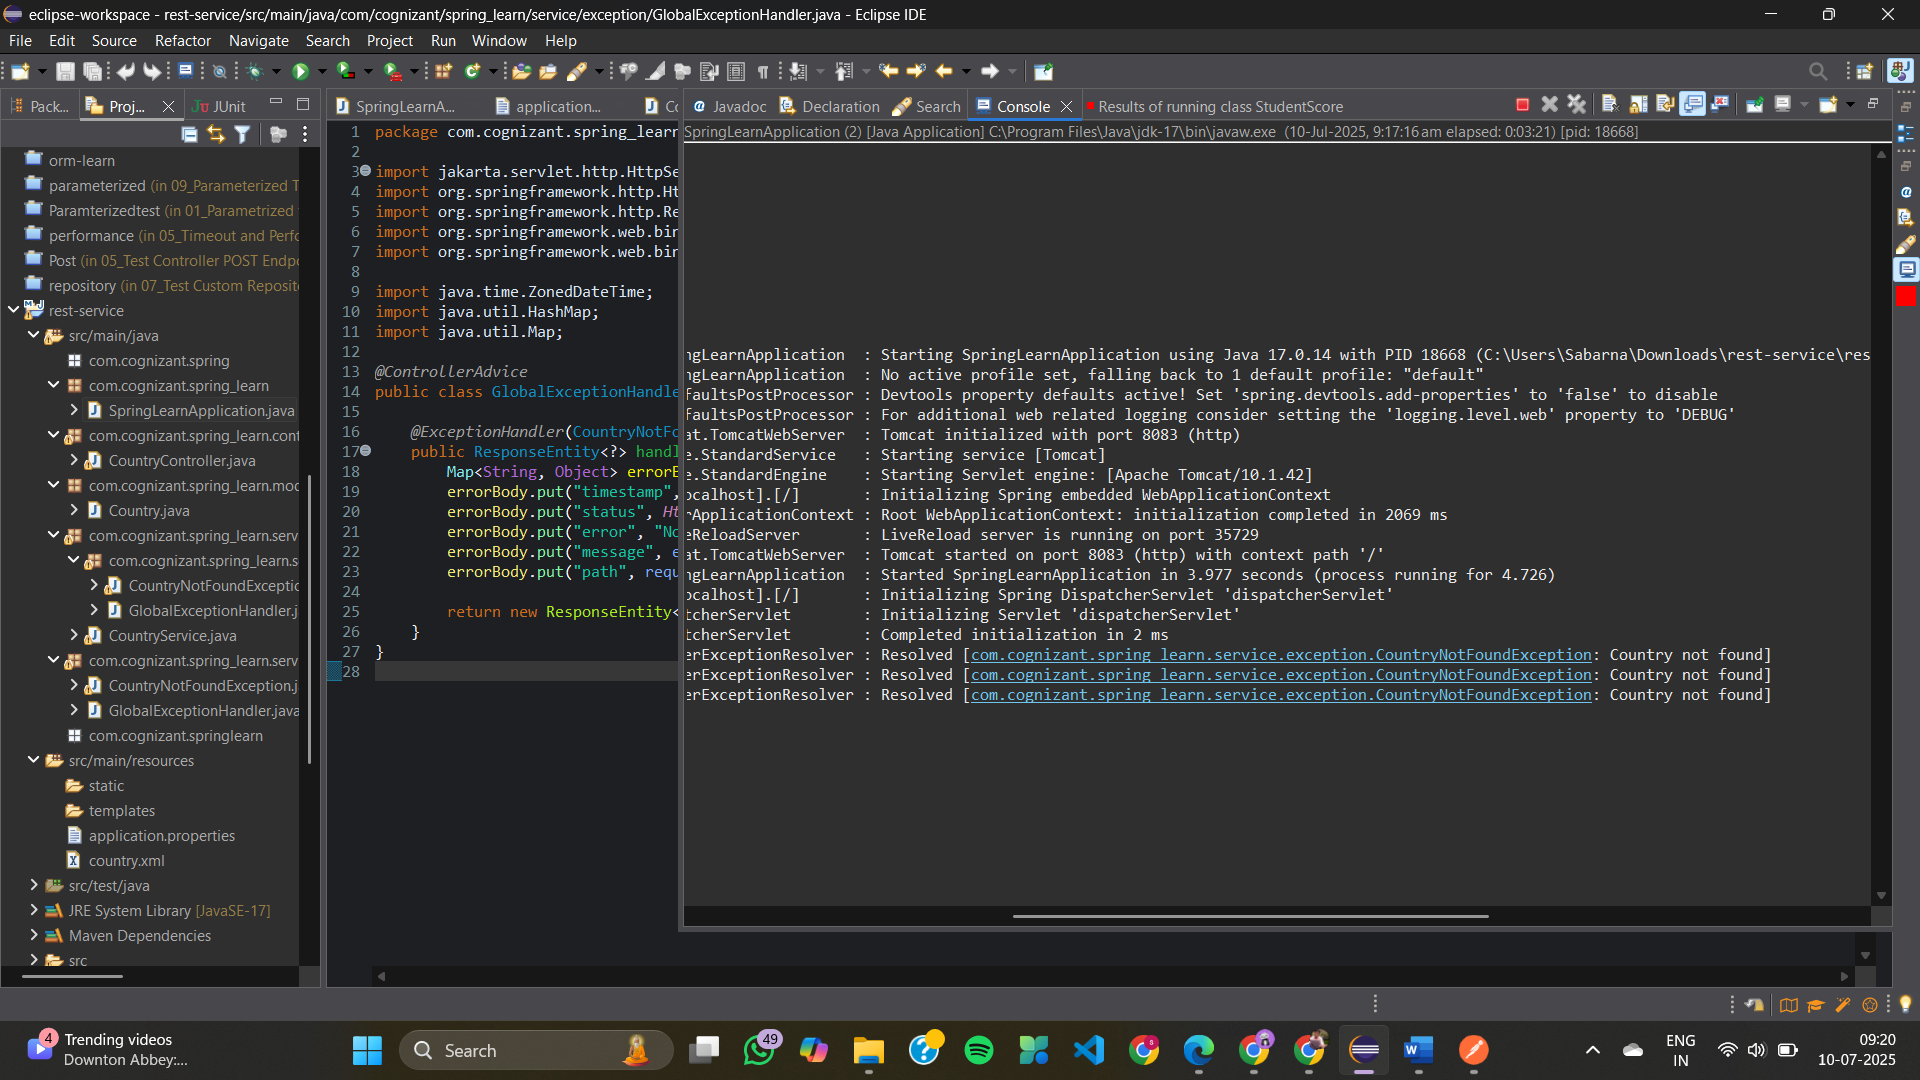 eclipse-workspace - rest-service/src/main/java/com/cognizant/spring_learn/service/exception/GlobalExceptionHandler.java - Eclipse IDE
File Edit Source Refactor Navigate Search Project Run Window Help
Pack... Proj... JUnit
orm-learn
parameterized (in 09_Parameterized T
Paramterizedtest (in 01_Parametrized
performance (in 05_Timeout and Perfo
Post (in 05_Test Controller POST Endpo
repository (in 07_Test Custom Reposito
rest-service
src/main/java
com.cognizant.spring
com.cognizant.spring_learn
SpringLearnApplication.java
com.cognizant.spring_learn.cont
CountryController.java
com.cognizant.spring_learn.mod
Country.java
com.cognizant.spring_learn.serv
com.cognizant.spring_learn.s
CountryNotFoundExceptio
GlobalExceptionHandler.j
CountryService.java
com.cognizant.spring_learn.serv
CountryNotFoundException.j
GlobalExceptionHandler.java
com.cognizant.springlearn
src/main/resources
static
templates
application.properties
country.xml
src/test/java
JRE System Library [JavaSE-17]
Maven Dependencies
src
SpringLearnA... application... Co
1 package com.cognizant.spring_learn
2
3 import jakarta.servlet.http.HttpSe
4 import org.springframework.http.Ht
5 import org.springframework.http.Re
6 import org.springframework.web.bin
7 import org.springframework.web.bin
8
9 import java.time.ZonedDateTime;
10 import java.util.HashMap;
11 import java.util.Map;
12
13 @ControllerAdvice
14 public class GlobalExceptionHandle
15
16 @ExceptionHandler(CountryNotFo
17 public ResponseEntity<?> handl
18 Map<String, Object> errorB
19 errorBody.put("timestamp",
20 errorBody.put("status", Ht
21 errorBody.put("error", "No
22 errorBody.put("message", e
23 errorBody.put("path", requ
24
25 return new ResponseEntity<
26 }
27 }
28
Javadoc Declaration Search Console Results of running class StudentScore
SpringLearnApplication (2) [Java Application] C:\Program Files\Java\jdk-17\bin\javaw.exe (10-Jul-2025, 9:17:16 am elapsed: 0:03:21) [pid: 18668]
ngLearnApplication : Starting SpringLearnApplication using Java 17.0.14 with PID 18668 (C:\Users\Sabarna\Downloads\rest-service\res
ngLearnApplication : No active profile set, falling back to 1 default profile: "default"
FaultsPostProcessor : Devtools property defaults active! Set 'spring.devtools.add-properties' to 'false' to disable
FaultsPostProcessor : For additional web related logging consider setting the 'logging.level.web' property to 'DEBUG'
at.TomcatWebServer : Tomcat initialized with port 8083 (http)
e.StandardService : Starting service [Tomcat]
e.StandardEngine : Starting Servlet engine: [Apache Tomcat/10.1.42]
ocalhost].[/] : Initializing Spring embedded WebApplicationContext
rApplicationContext : Root WebApplicationContext: initialization completed in 2069 ms
eReloadServer : LiveReload server is running on port 35729
at.TomcatWebServer : Tomcat started on port 8083 (http) with context path '/'
ngLearnApplication : Started SpringLearnApplication in 3.977 seconds (process running for 4.726)
ocalhost].[/] : Initializing Spring DispatcherServlet 'dispatcherServlet'
tcherServlet : Initializing Servlet 'dispatcherServlet'
tcherServlet : Completed initialization in 2 ms
erExceptionResolver : Resolved [com.cognizant.spring_learn.service.exception.CountryNotFoundException: Country not found]
erExceptionResolver : Resolved [com.cognizant.spring_learn.service.exception.CountryNotFoundException: Country not found]
erExceptionResolver : Resolved [com.cognizant.spring_learn.service.exception.CountryNotFoundException: Country not found]
4 Trending videos
Downton Abbey:...
Search
49
ENG
IN
09:20
10-07-2025